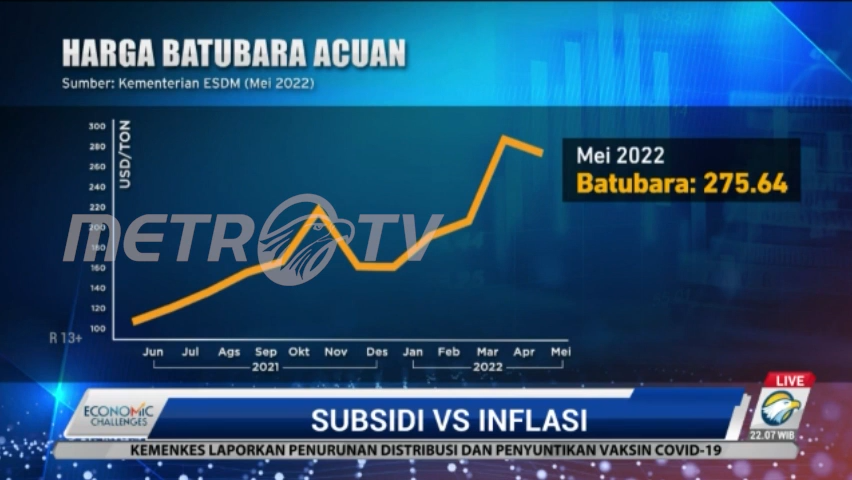 HARGA BATUBARA ACUAN
Sumber: Kementerian ESDM (Mei 2022)
USD/TON
300
280
260
240
220
200
180
160
140
120
100
Mei 2022
Batubara: 275.64
METRO TV
R 13+
Jun Jul Ags Sep Okt Nov Des Jan Feb Mar Apr Mei
2021 2022
ECONOMIC
CHALLENGES
SUBSIDI VS INFLASI
LIVE
22.07 WIB
KEMENKES LAPORKAN PENURUNAN DISTRIBUSI DAN PENYUNTIKAN VAKSIN COVID-19